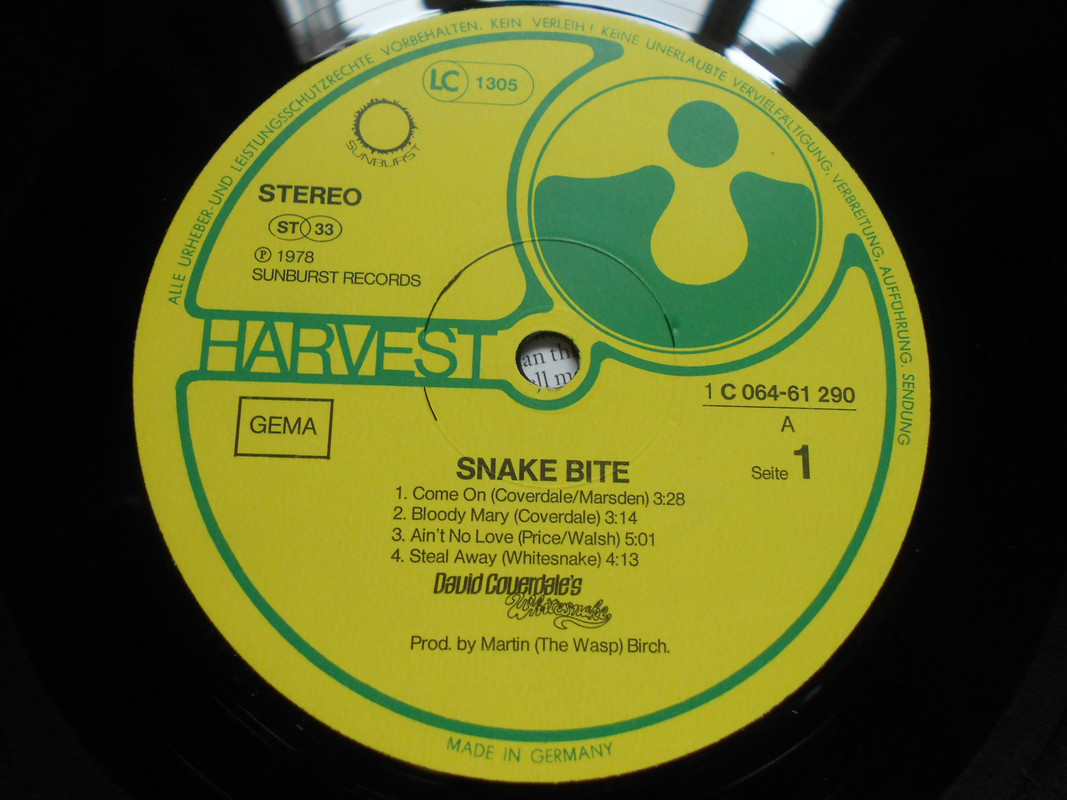 ALLE URHEBER- UND LEISTUNGSSCHUTZRECHTE VORBEHALTEN. KEIN VERLEIH! KEINE UNERLAUBTE VERVIELFÄLTIGUNG, VERBREITUNG, AUFFÜHRUNG, SENDUNG
LC 1305
SUNBURST
STEREO
ST 33
Ⓟ 1978
SUNBURST RECORDS
HARVEST
an th
ll m
1 C 064-61 290
A
Seite 1
GEMA
SNAKE BITE
1. Come On (Coverdale/Marsden) 3:28
2. Bloody Mary (Coverdale) 3:14
3. Ain't No Love (Price/Walsh) 5:01
4. Steal Away (Whitesnake) 4:13
David Coverdale's
Whitesnake
Prod. by Martin (The Wasp) Birch.
MADE IN GERMANY